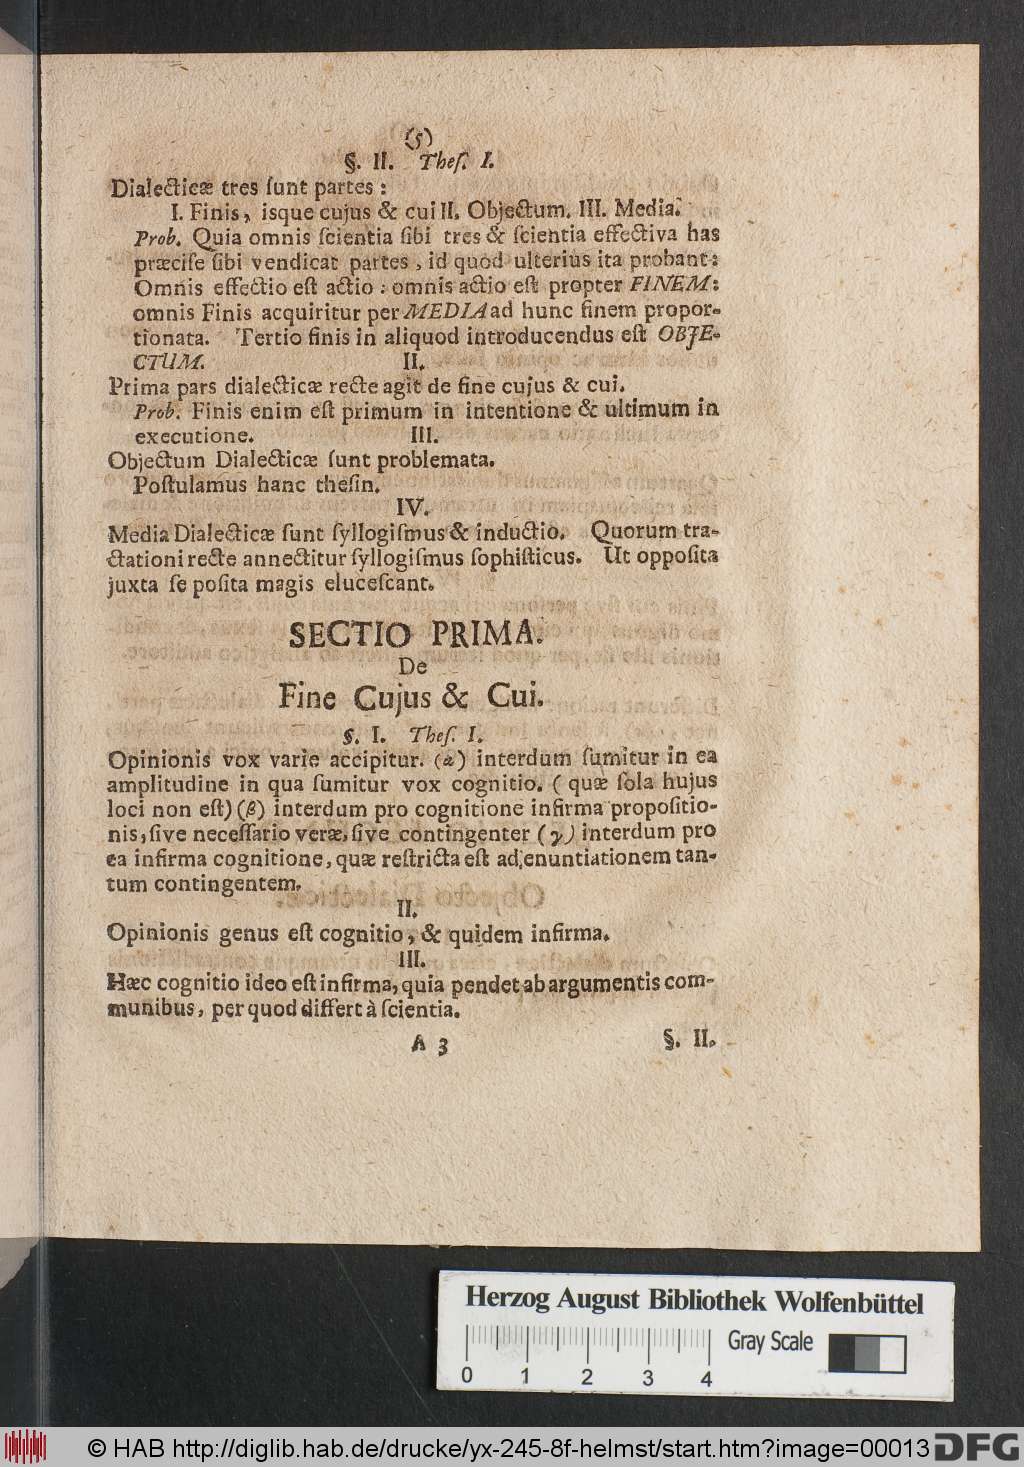 (5)
§. II. Theſ. I.
Dialecticæ tres ſunt partes :
I. Finis, isque cujus & cui II. Objectum. III. Media.
Prob. Quia omnis ſcientia ſibi tres & ſcientia effectiva has
præciſe ſibi vendicat partes, id quod ulterius ita probant:
Omnis effectio eſt actio : omnis actio eſt propter FINEM:
omnis Finis acquiritur per MEDIA ad hunc finem propor-
tionata. Tertio finis in aliquod introducendus eſt OBJE-
CTUM. II.
Prima pars dialecticæ recte agit de fine cujus & cui.
Prob. Finis enim eſt primum in intentione & ultimum in
executione. III.
Objectum Dialecticæ ſunt problemata.
Poſtulamus hanc theſin.
IV.
Media Dialecticæ ſunt ſyllogiſmus & inductio. Quorum tra-
ctationi recte annectitur ſyllogiſmus ſophiſticus. Ut oppoſita
juxta ſe poſita magis eluceſcant.
SECTIO PRIMA.
De
Fine Cujus & Cui.
§. I. Theſ. I.
Opinionis vox varie accipitur. (α) interdum ſumitur in ea
amplitudine in qua ſumitur vox cognitio. ( quæ ſola hujus
loci non eſt) (β) interdum pro cognitione infirma propoſitio-
nis, ſive neceſſario veræ, ſive contingenter (γ) interdum pro
ea infirma cognitione, quæ reſtricta eſt ad enuntiationem tan-
tum contingentem.
II.
Opinionis genus eſt cognitio, & quidem infirma.
III.
Hæc cognitio ideo eſt infirma, quia pendet ab argumentis com-
munibus, per quod differt à ſcientia.
A 3 §. II.
Herzog August Bibliothek Wolfenbüttel
Gray Scale
0 1 2 3 4
© HAB http://diglib.hab.de/drucke/yx-245-8f-helmst/start.htm?image=00013 DFG